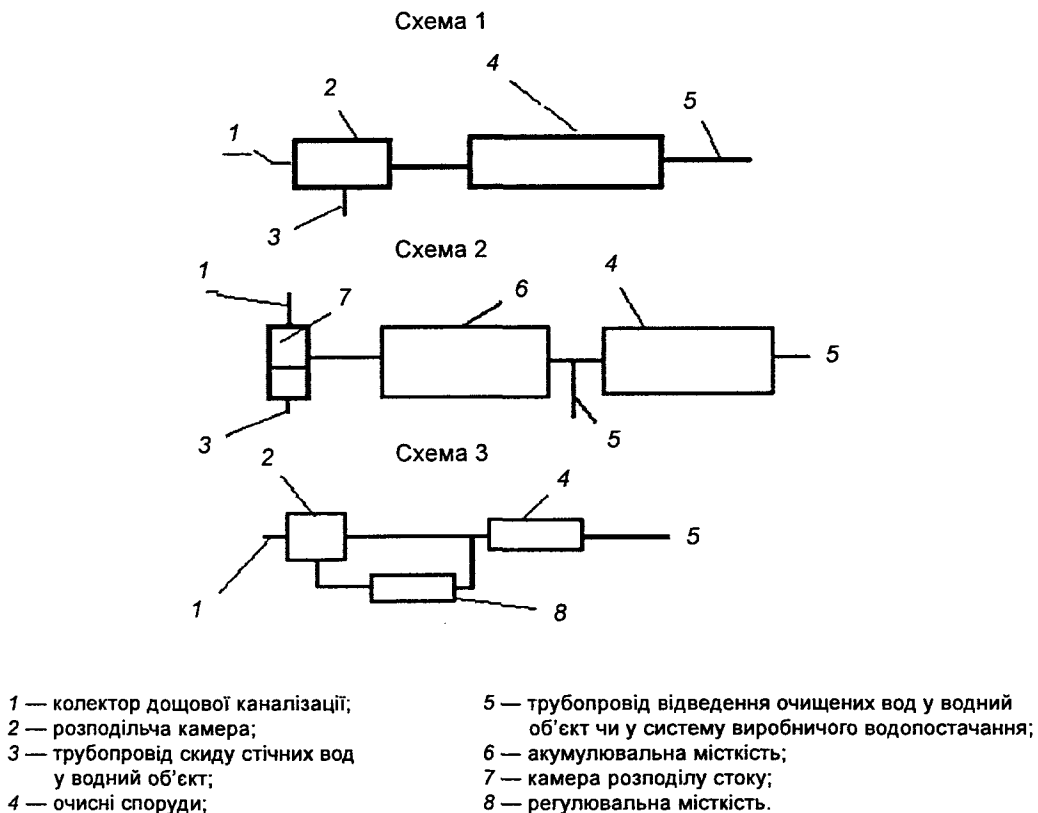 Схема 1
4
2
5
1
3
Схема 2
1
7
6
4
5
3
5
Схема 3
2
4
5
1
8
1 — колектор дощової каналізації;
2 — розподільча камера;
3 — трубопровід скиду стічних вод
у водний об’єкт;
4 — очисні споруди;
5 — трубопровід відведення очищених вод у водний
об’єкт чи у систему виробничого водопостачання;
6 — акумулювальна місткість;
7 — камера розподілу стоку;
8 — регулювальна місткість.